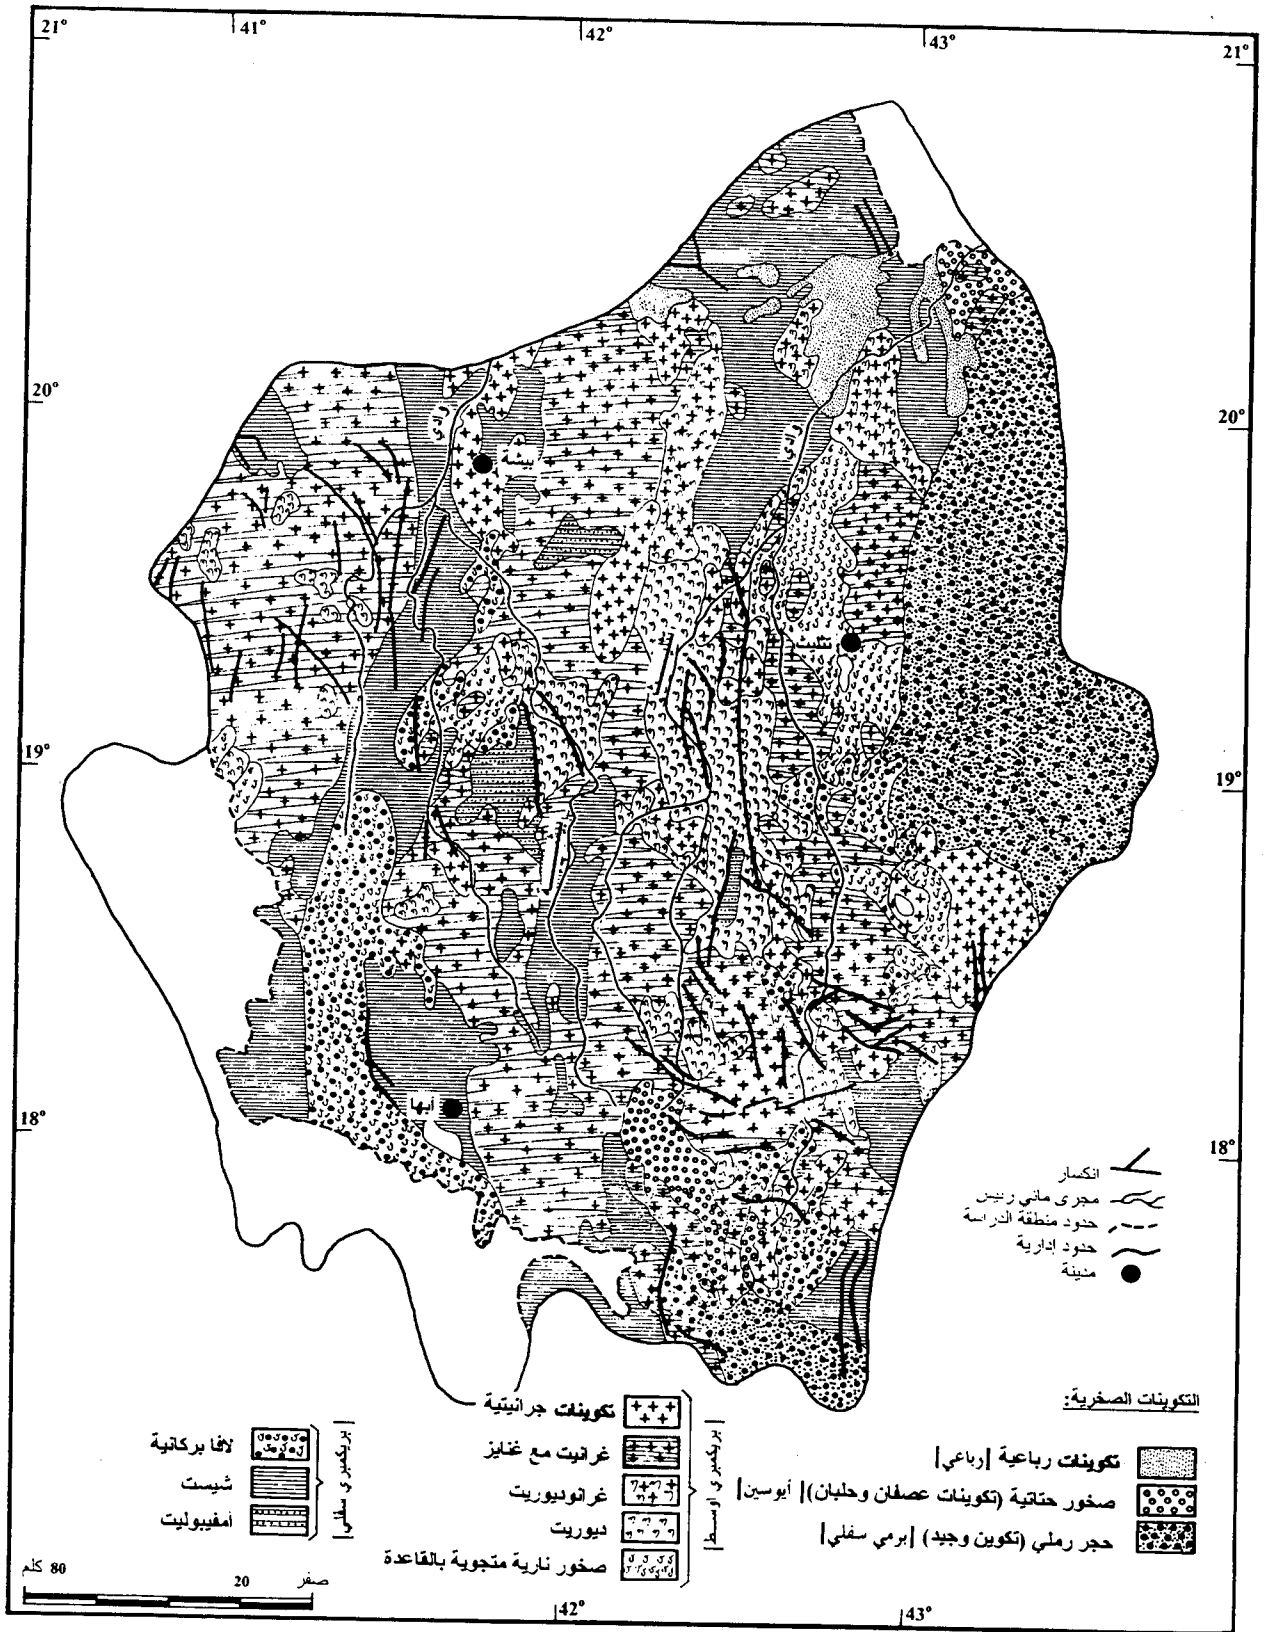 21° 41° 42° 43° 21°
20°
وادي
بيشة
وادي
20°
تثليث
19°
19°
أبها
18°
18°
انكسار
مجرى مائي رئيس
حدود منطقة الدراسة
حدود إدارية
مدينة
التكوينات الصخرية:
تكوينات رباعية |رباعي|
صخور حتاتية (تكوينات عصفان وحلبان)| أيوسين|
حجر رملي (تكوين وجيد) |برمي سفلي|
|بريكمبري أوسط|
تكوينات جرانيتية
غرانيت مع غنايز
غرانوديوريت
ديوريت
صخور نارية متجوية بالقاعدة
|بريكمبري سفلي|
لافا بركانية
شيست
أمفيبوليت
80 كلم 20 صفر
42° 43°